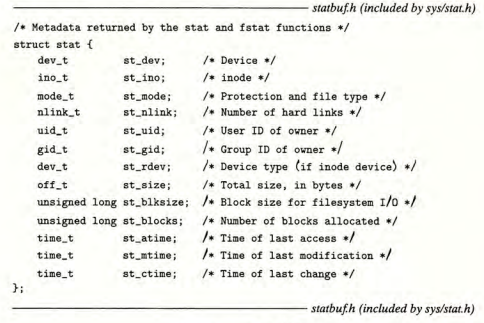 statbuf.h (included by sys/stat.h)
/* Metadata returned by the stat and fstat functions */
struct stat {
    dev_t         st_dev;     /* Device */
    ino_t         st_ino;     /* inode */
    mode_t        st_mode;    /* Protection and file type */
    nlink_t       st_nlink;   /* Number of hard links */
    uid_t         st_uid;     /* User ID of owner */
    gid_t         st_gid;     /* Group ID of owner */
    dev_t         st_rdev;    /* Device type (if inode device) */
    off_t         st_size;    /* Total size, in bytes */
    unsigned long st_blksize; /* Block size for filesystem I/O */
    unsigned long st_blocks;  /* Number of blocks allocated */
    time_t        st_atime;   /* Time of last access */
    time_t        st_mtime;   /* Time of last modification */
    time_t        st_ctime;   /* Time of last change */
};
statbuf.h (included by sys/stat.h)